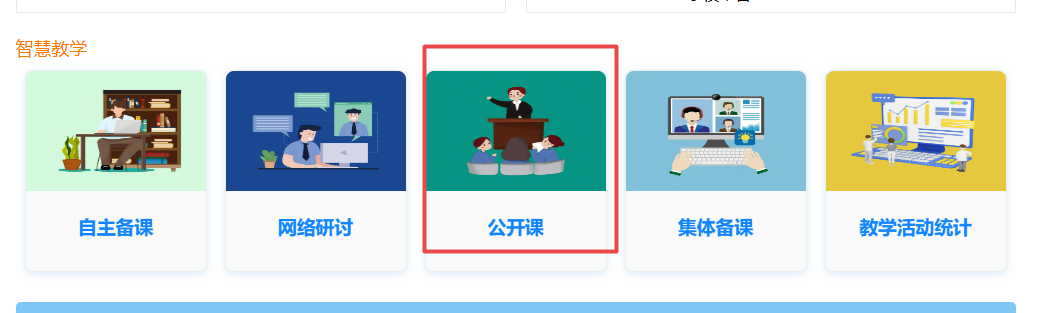 智慧教学
自主备课
网络研讨
公开课
集体备课
教学活动统计